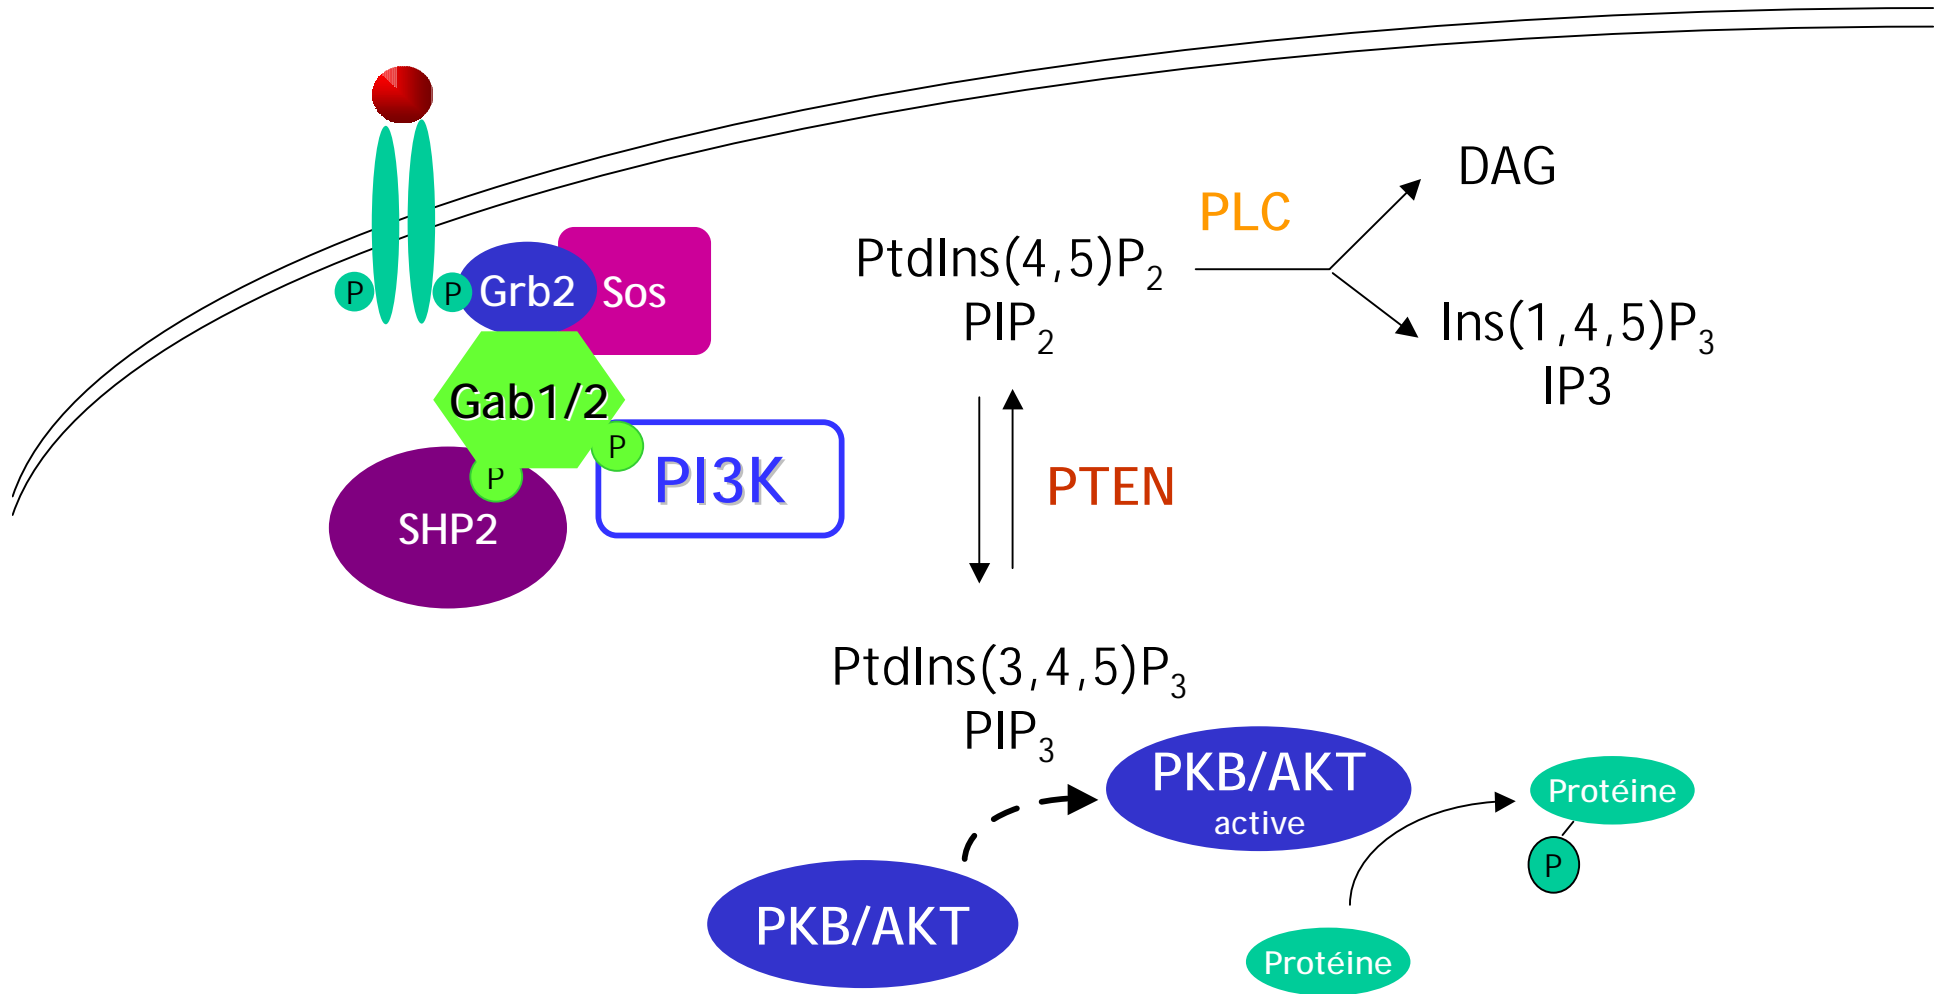 DAG
PLC
PtdIns(4,5)P2
PIP2
Ins(1,4,5)P3
IP3
P
P
Grb2
Sos
Gab1/2
P
P
PI3K
SHP2
PTEN
PtdIns(3,4,5)P3
PIP3
PKB/AKT
active
Protéine
P
PKB/AKT
Protéine